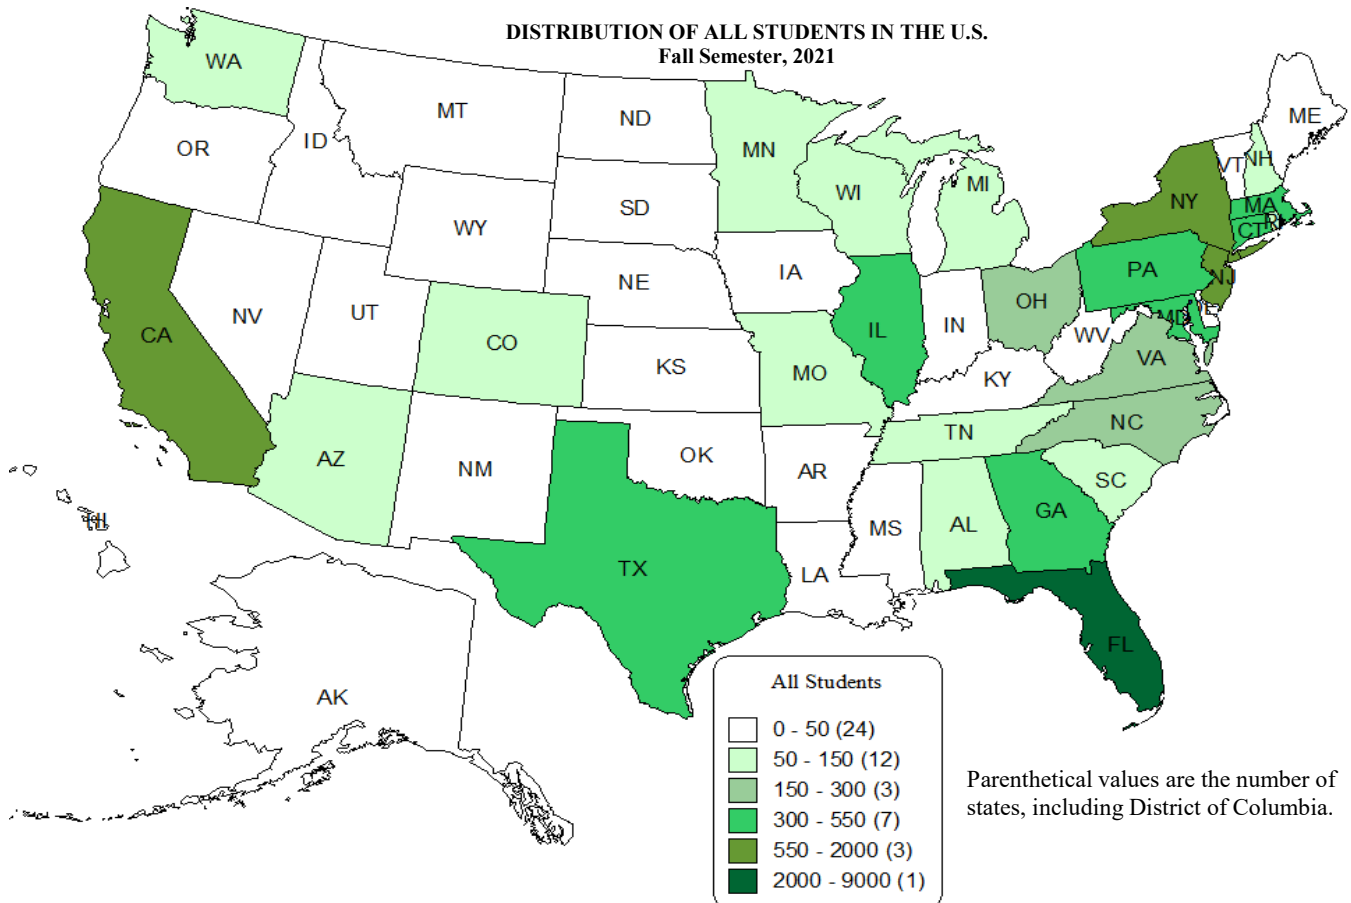 DISTRIBUTION OF ALL STUDENTS IN THE U.S.
Fall Semester, 2021
WA
MT
ND
OR
ID
MN
ME
VT
NH
SD
WI
MI
WY
NY
MA
CT
RI
IA
NE
PA
NJ
NV
UT
CO
IL
IN
OH
MD
DE
CA
WV
VA
KS
MO
KY
NC
TN
AZ
NM
OK
AR
SC
MS
AL
GA
HI
TX
LA
FL
AK
All Students
0 - 50 (24)
50 - 150 (12)
150 - 300 (3)
300 - 550 (7)
550 - 2000 (3)
2000 - 9000 (1)
Parenthetical values are the number of
states, including District of Columbia.